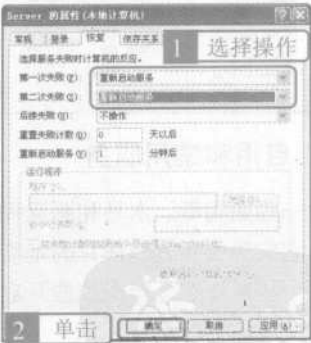 Server 的属性(本地计算机)
常规 登录 恢复 依存关系
1 选择操作
选择服务失败时计算机的反应。
第一次失败(F): 重新启动服务
第二次失败(S): 重新启动服务
后续失败(U): 不操作
重置失败计数(O): 0 天以后
重新启动服务(V): 1 分钟后
运行程序
2 单击
确定 取消 应用(A)